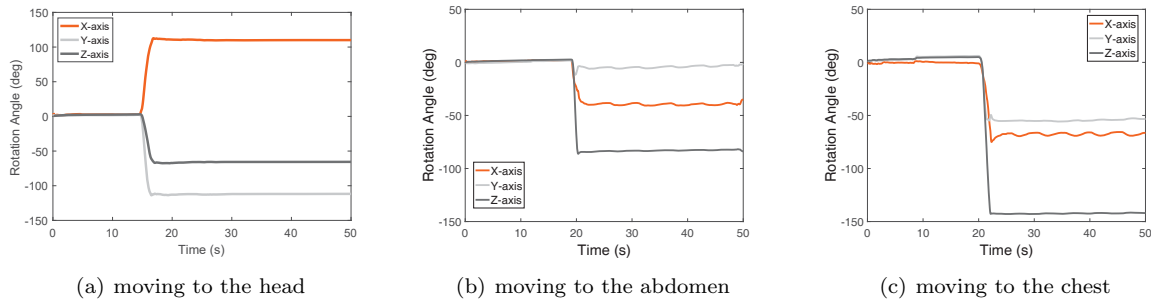 150
100
50
0
-50
-100
-150
0
10
20
30
40
50
Rotation Angle (deg)
Time (s)
X-axis
Y-axis
Z-axis
(a) moving to the head
50
0
-50
-100
-150
0
10
20
30
40
50
Rotation Angle (deg)
Time (s)
X-axis
Y-axis
Z-axis
(b) moving to the abdomen
50
0
-50
-100
-150
0
10
20
30
40
50
Rotation Angle (deg)
Time (s)
X-axis
Y-axis
Z-axis
(c) moving to the chest